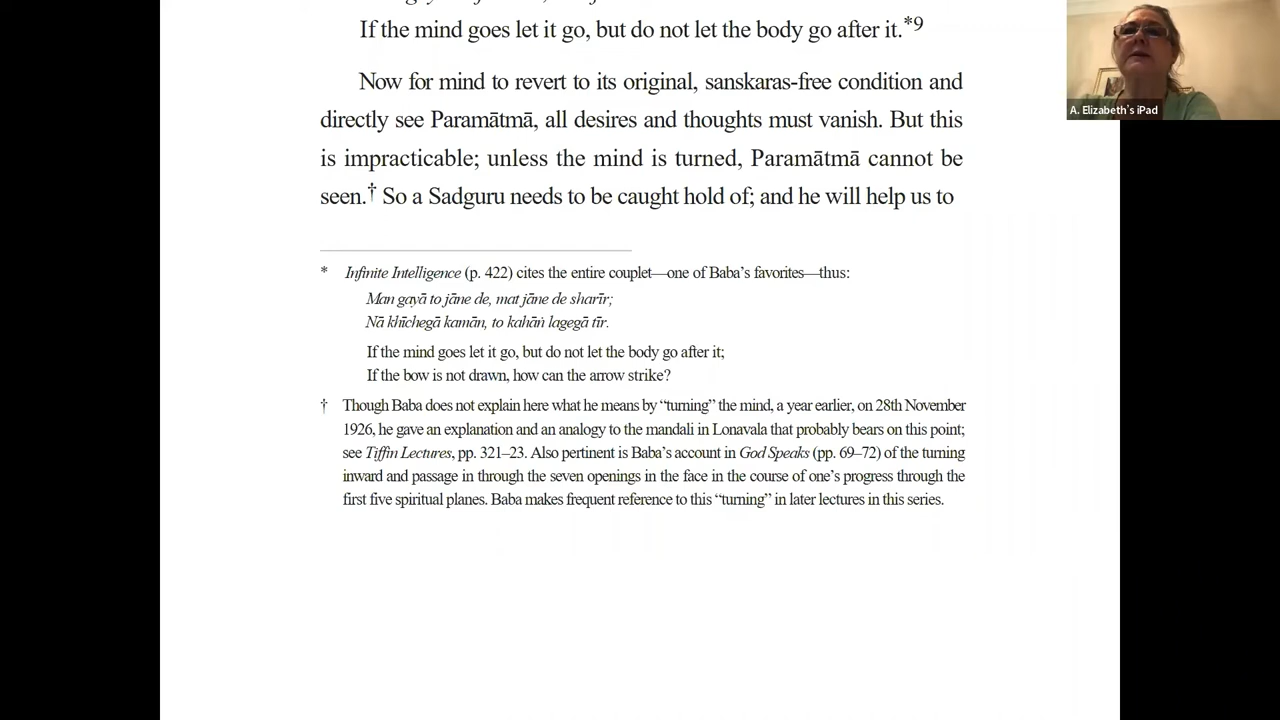 If the mind goes let it go, but do not let the body go after it.*9
Now for mind to revert to its original, sanskaras-free condition and
directly see Paramātmā, all desires and thoughts must vanish. But this
is impracticable; unless the mind is turned, Paramātmā cannot be
seen.† So a Sadguru needs to be caught hold of; and he will help us to
* Infinite Intelligence (p. 422) cites the entire couplet—one of Baba’s favorites—thus:
Man gayā to jāne de, mat jāne de sharīr;
Nā khīchegā kamān, to kahāṅ lagegā tīr.
If the mind goes let it go, but do not let the body go after it;
If the bow is not drawn, how can the arrow strike?
† Though Baba does not explain here what he means by “turning” the mind, a year earlier, on 28th November
1926, he gave an explanation and an analogy to the mandali in Lonavala that probably bears on this point;
see Tiffin Lectures, pp. 321–23. Also pertinent is Baba’s account in God Speaks (pp. 69–72) of the turning
inward and passage in through the seven openings in the face in the course of one’s progress through the
first five spiritual planes. Baba makes frequent reference to this “turning” in later lectures in this series.
A. Elizabeth’s iPad